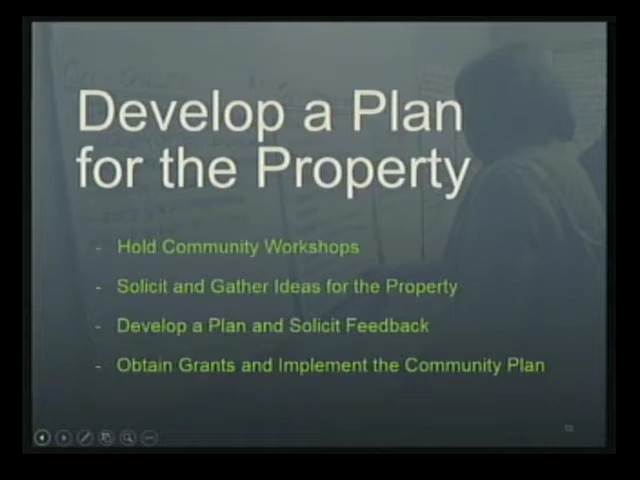 Develop a Plan
for the Property
- Hold Community Workshops
- Solicit and Gather Ideas for the Property
- Develop a Plan and Solicit Feedback
- Obtain Grants and Implement the Community Plan